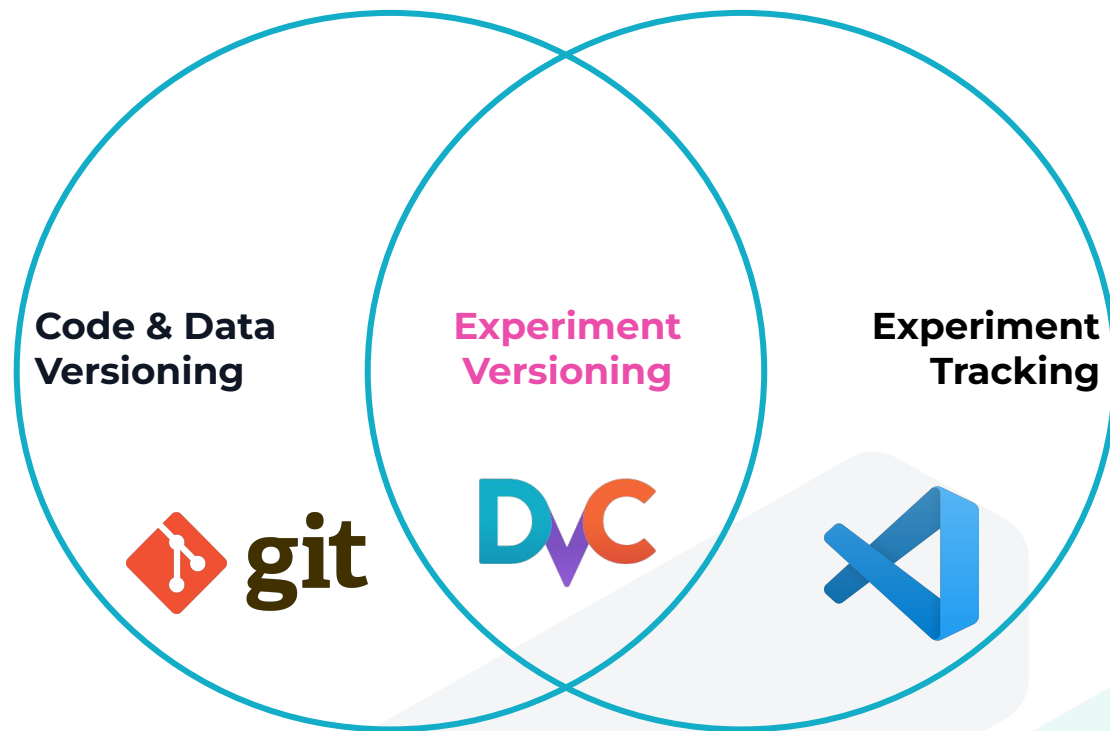 Code & Data
Versioning
Experiment
Versioning
Experiment
Tracking
git
DVC